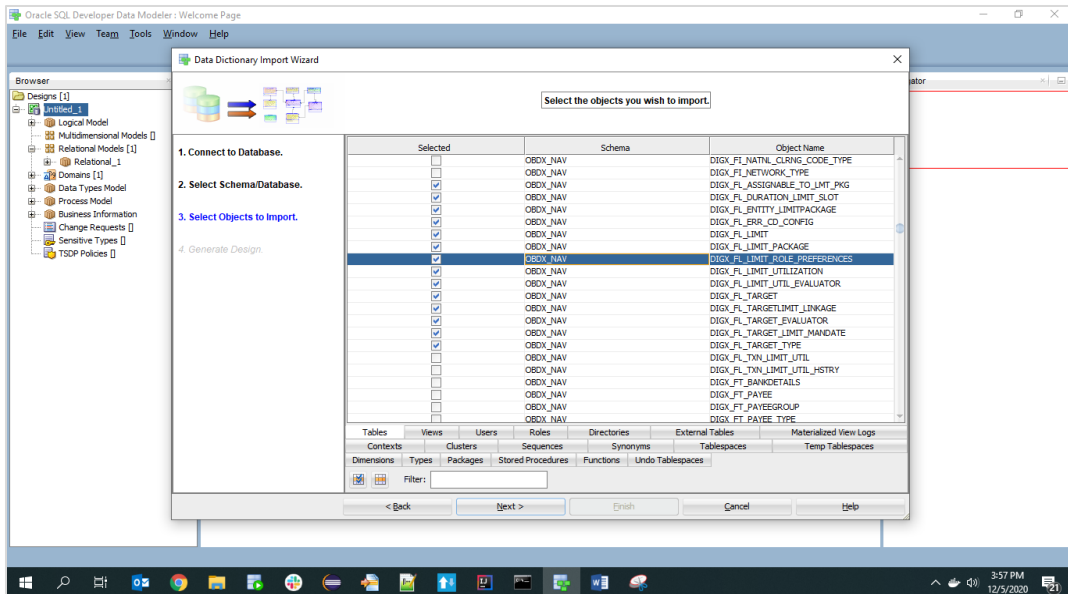 Oracle SQL Developer Data Modeler : Welcome Page
File Edit View Team Tools Window Help
Data Dictionary Import Wizard
Browser
Designs [1]
Untitled_1
Logical Model
Multidimensional Models []
Relational Models [1]
Relational_1
Domains [1]
Data Types Model
Process Model
Business Information
Change Requests []
Sensitive Types []
TSDP Policies []
Select the objects you wish to import.
1. Connect to Database.
2. Select Schema/Database.
3. Select Objects to Import.
4. Generate Design.
Selected Schema Object Name
OBDX_NAV DIGX_FI_NATNL_CLRNG_CODE_TYPE
OBDX_NAV DIGX_FI_NETWORK_TYPE
OBDX_NAV DIGX_FL_ASSIGNABLE_TO_LMT_PKG
OBDX_NAV DIGX_FL_DURATION_LIMIT_SLOT
OBDX_NAV DIGX_FL_ENTITY_LIMITPACKAGE
OBDX_NAV DIGX_FL_ERR_CD_CONFIG
OBDX_NAV DIGX_FL_LIMIT
OBDX_NAV DIGX_FL_LIMIT_PACKAGE
OBDX_NAV DIGX_FL_LIMIT_ROLE_PREFERENCES
OBDX_NAV DIGX_FL_LIMIT_UTILIZATION
OBDX_NAV DIGX_FL_LIMIT_UTIL_EVALUATOR
OBDX_NAV DIGX_FL_TARGET
OBDX_NAV DIGX_FL_TARGETLIMIT_LINKAGE
OBDX_NAV DIGX_FL_TARGET_EVALUATOR
OBDX_NAV DIGX_FL_TARGET_LIMIT_MANDATE
OBDX_NAV DIGX_FL_TARGET_TYPE
OBDX_NAV DIGX_FL_TXN_LIMIT_UTIL
OBDX_NAV DIGX_FL_TXN_LIMIT_UTIL_HSTRY
OBDX_NAV DIGX_FT_BANKDETAILS
OBDX_NAV DIGX_FT_PAYEE
OBDX_NAV DIGX_FT_PAYEEGROUP
OBDX_NAV DIGX_FT_PAYEE_TYPE
Tables Views Users Roles Directories External Tables Materialized View Logs
Contexts Clusters Sequences Synonyms Tablespaces Temp Tablespaces
Dimensions Types Packages Stored Procedures Functions Undo Tablespaces
Filter:
< Back Next > Finish Cancel Help
ator
3:57 PM
12/5/2020
21